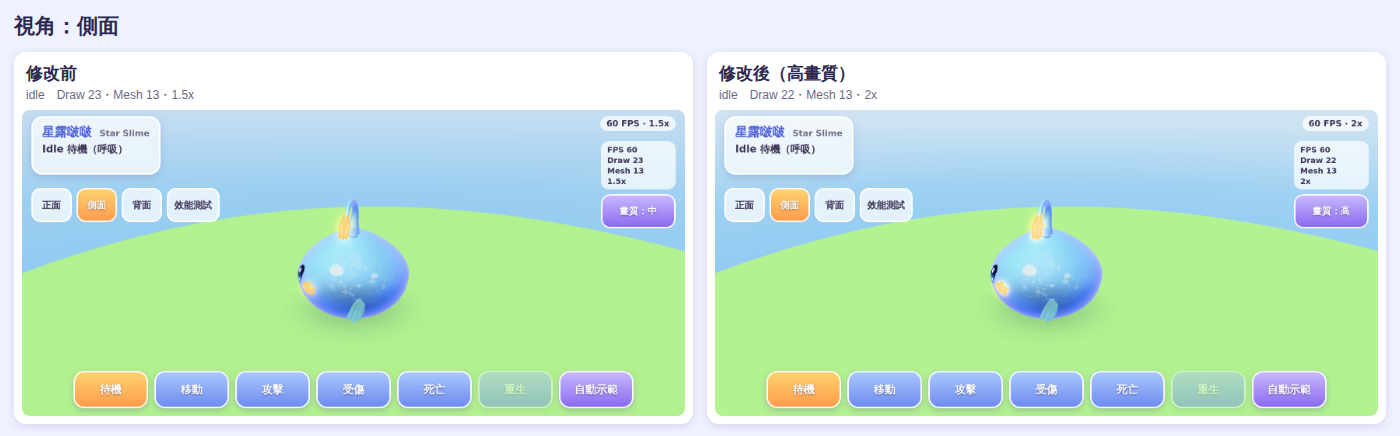 視角：側面
修改前
idle Draw 23・Mesh 13・1.5x
星露啵啵 Star Slime
Idle 待機（呼吸）
60 FPS · 1.5x
FPS 60
Draw 23
Mesh 13
1.5x
正面 側面 背面 效能測試
畫質：中
待機 移動 攻擊 受傷 死亡 重生 自動示範
修改後（高畫質）
idle Draw 22・Mesh 13・2x
星露啵啵 Star Slime
Idle 待機（呼吸）
60 FPS · 2x
FPS 60
Draw 22
Mesh 13
2x
正面 側面 背面 效能測試
畫質：高
待機 移動 攻擊 受傷 死亡 重生 自動示範